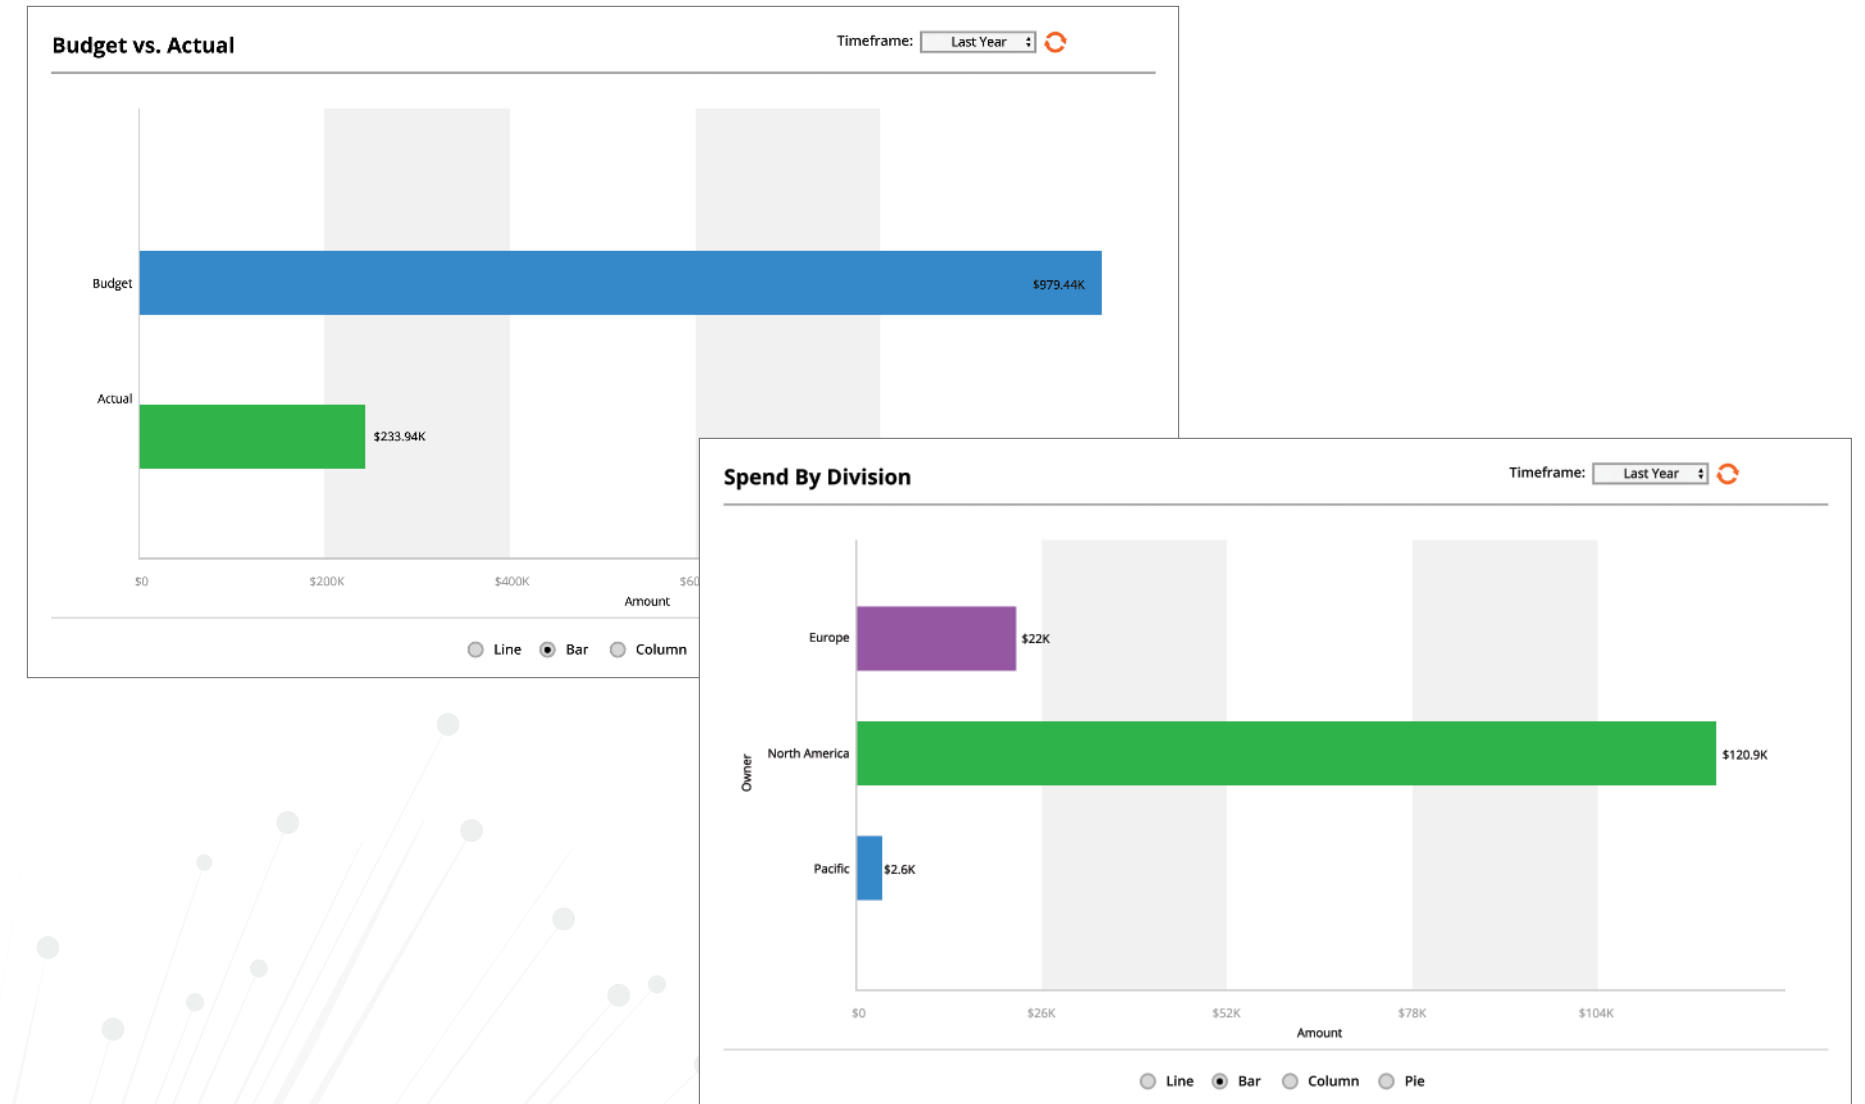 Budget vs. Actual
Timeframe: Last Year
Budget
$979.44K
Actual
$233.94K
$0 $200K $400K $60
Amount
Line Bar Column
Spend By Division
Timeframe: Last Year
Europe
$22K
Owner
North America
$120.9K
Pacific
$2.6K
$0 $26K $52K $78K $104K
Amount
Line Bar Column Pie